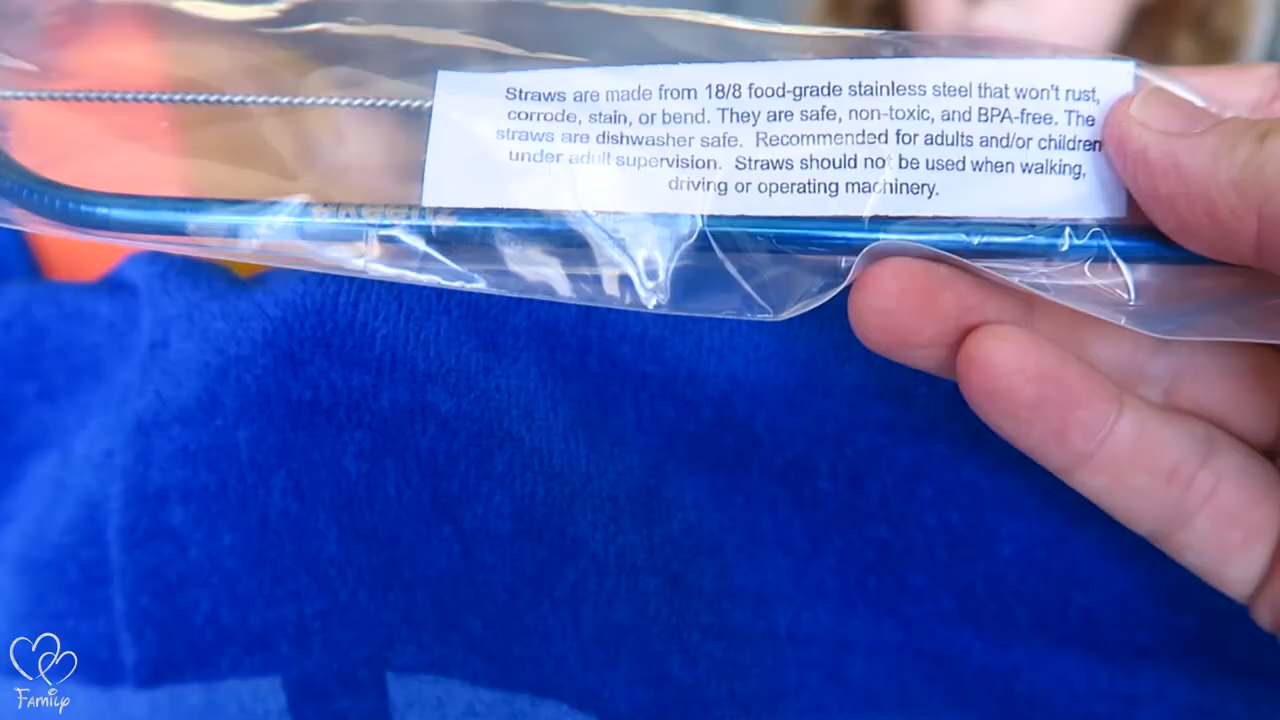 Straws are made from 18/8 food-grade stainless steel that won't rust,
corrode, stain, or bend. They are safe, non-toxic, and BPA-free. The
straws are dishwasher safe. Recommended for adults and/or children
under adult supervision. Straws should not be used when walking,
driving or operating machinery.
Family